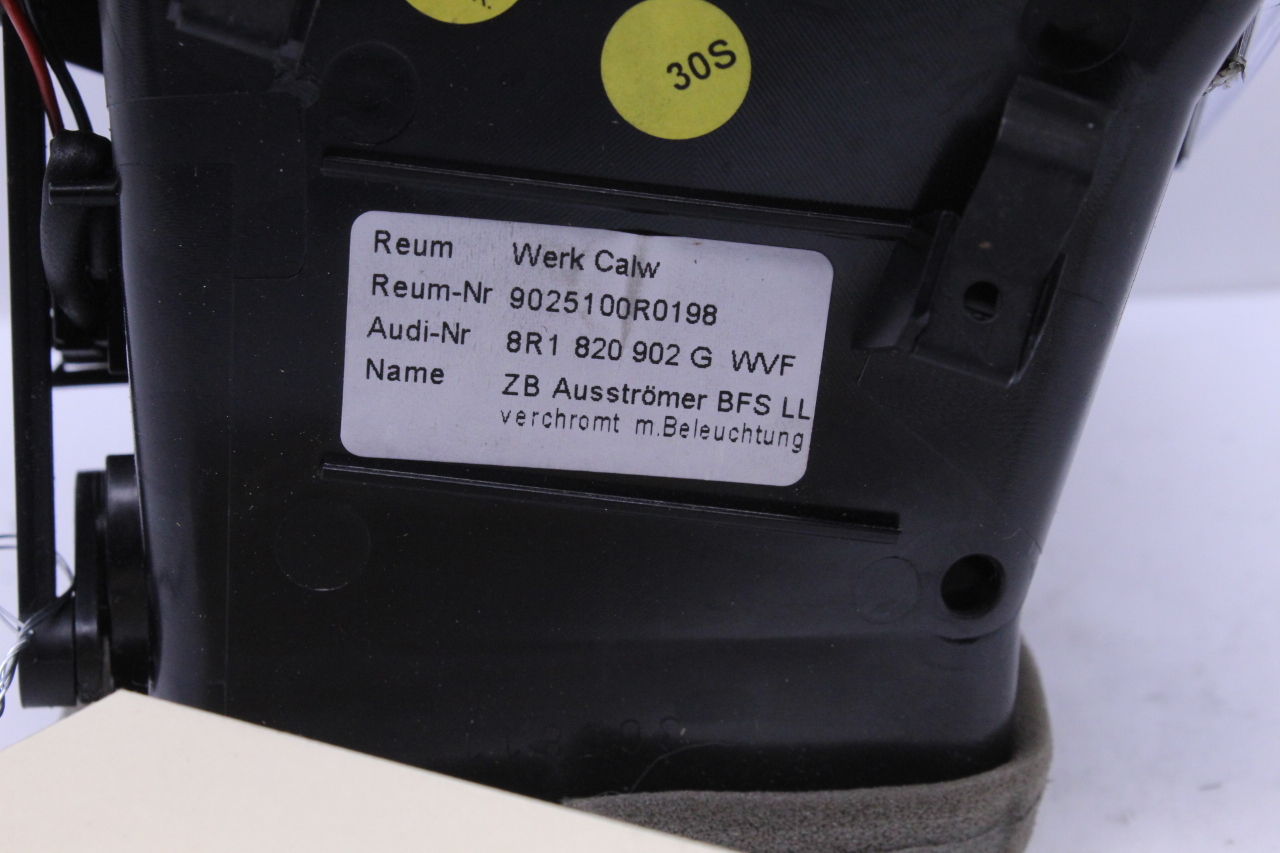 30S
Reum Werk Calw
Reum-Nr 9025100R0198
Audi-Nr 8R1 820 902 G WVF
Name ZB Ausströmer BFS LL
verchromt m.Beleuchtung